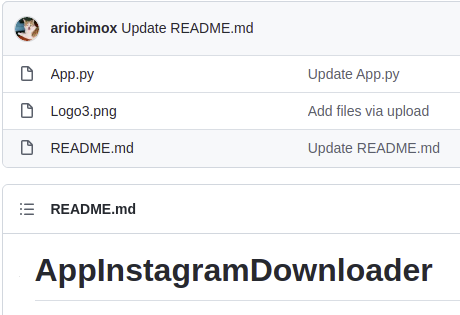 ariobimox Update README.md
App.py Update App.py
Logo3.png Add files via upload
README.md Update README.md
README.md
AppInstagramDownloader